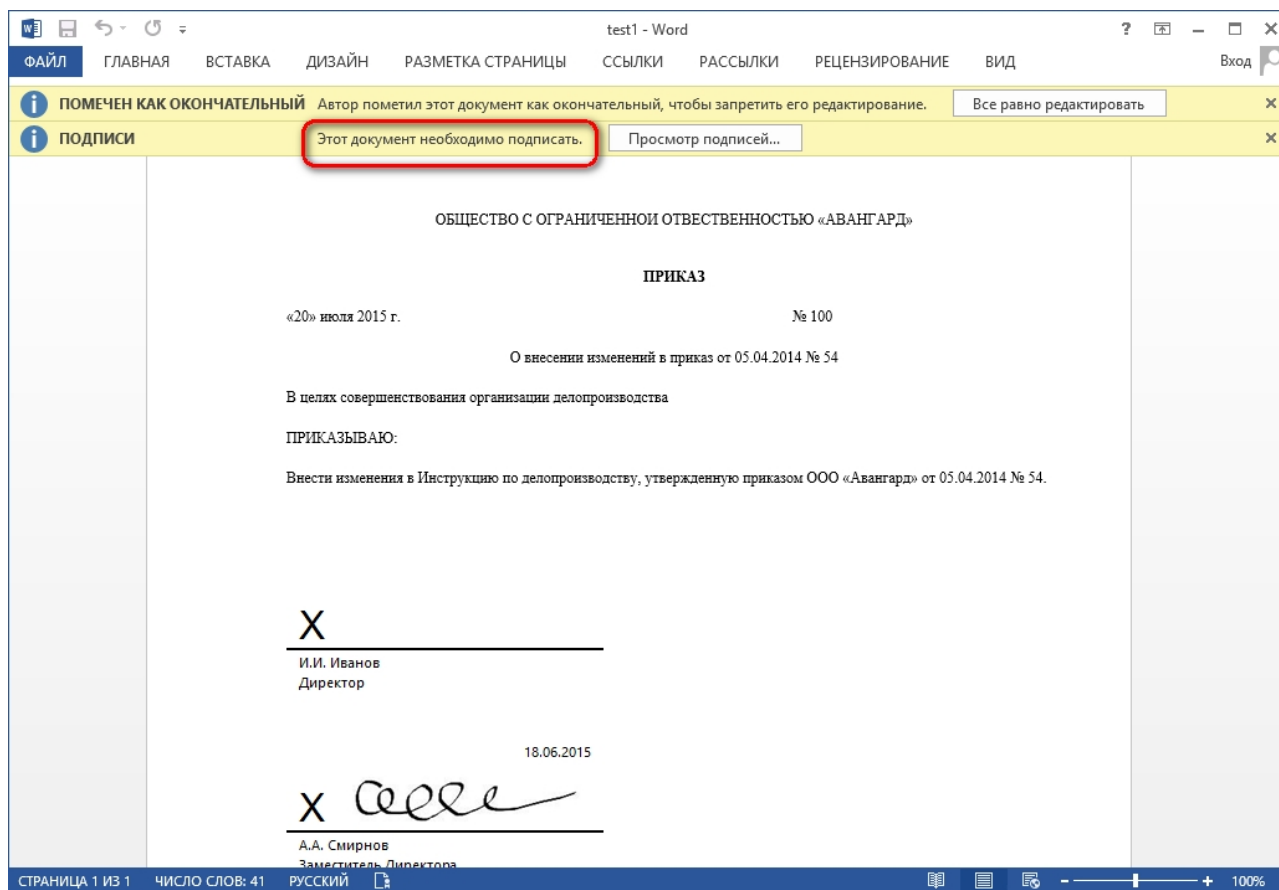 test1 - Word
ФАЙЛ ГЛАВНАЯ ВСТАВКА ДИЗАЙН РАЗМЕТКА СТРАНИЦЫ ССЫЛКИ РАССЫЛКИ РЕЦЕНЗИРОВАНИЕ ВИД Вход
ПОМЕЧЕН КАК ОКОНЧАТЕЛЬНЫЙ Автор пометил этот документ как окончательный, чтобы запретить его редактирование. Все равно редактировать
ПОДПИСИ Этот документ необходимо подписать. Просмотр подписей...
ОБЩЕСТВО С ОГРАНИЧЕННОИ ОТВЕСТВЕННОСТЬЮ «АВАНГАРД»
ПРИКАЗ
«20» июля 2015 г. № 100
О внесении изменений в приказ от 05.04.2014 № 54
В целях совершенствования организации делопроизводства
ПРИКАЗЫВАЮ:
Внести изменения в Инструкцию по делопроизводству, утвержденную приказом ООО «Авангард» от 05.04.2014 № 54.
X
И.И. Иванов
Директор
18.06.2015
X
А.А. Смирнов
Заместитель Директора
СТРАНИЦА 1 ИЗ 1 ЧИСЛО СЛОВ: 41 РУССКИЙ 100%